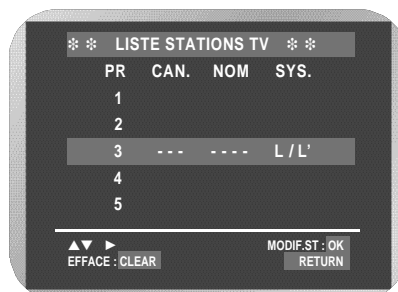 ❇ ❇ LISTE STATIONS TV ❇ ❇
PR CAN. NOM SYS.
1
2
3 - - - - - - - L / L’
4
5
▲▼ ► MODIF.ST : OK
EFFACE : CLEAR RETURN